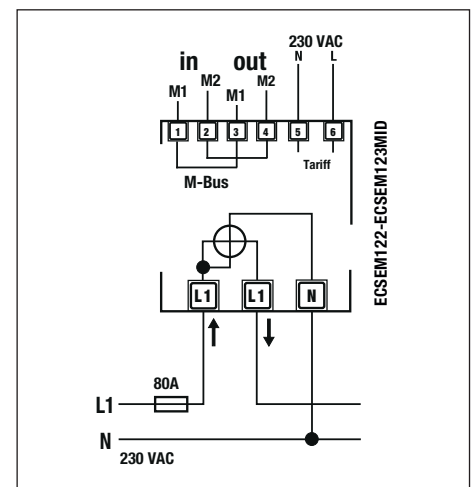 230 VAC
in out N L
M1 M2 M1 M2
1 2 3 4 5 6
M-Bus Tariff
ECSEM122-ECSEM123MID
L1 L1 N
80A
L1
N
230 VAC